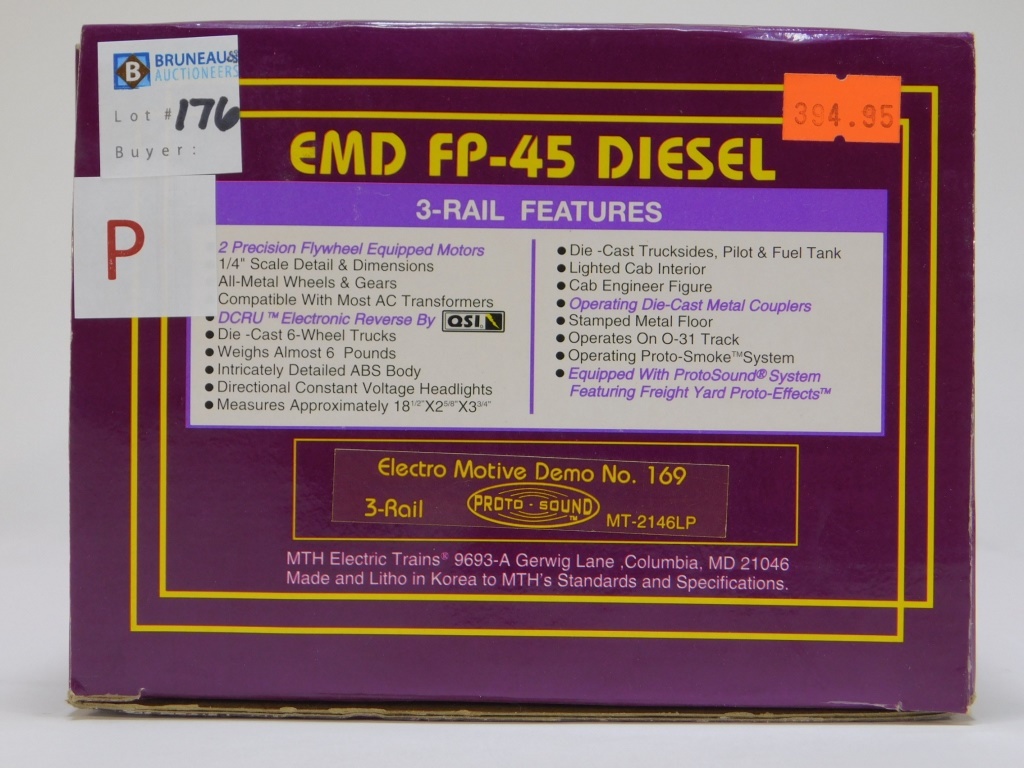 B BRUNEAU &
AUCTIONEERS
Lot # 176
Buyer:
P
394.95
EMD FP-45 DIESEL
3-RAIL FEATURES
2 Precision Flywheel Equipped Motors
1/4" Scale Detail & Dimensions
All-Metal Wheels & Gears
Compatible With Most AC Transformers
● DCRU™ Electronic Reverse By QSI
● Die -Cast 6-Wheel Trucks
● Weighs Almost 6 Pounds
● Intricately Detailed ABS Body
● Directional Constant Voltage Headlights
● Measures Approximately 18 1/2"X2 5/8"X3 3/4"
● Die -Cast Trucksides, Pilot & Fuel Tank
● Lighted Cab Interior
● Cab Engineer Figure
● Operating Die-Cast Metal Couplers
● Stamped Metal Floor
● Operates On O-31 Track
● Operating Proto-Smoke™System
● Equipped With ProtoSound® System
Featuring Freight Yard Proto-Effects™
Electro Motive Demo No. 169
3-Rail PROTO-SOUND™ MT-2146LP
MTH Electric Trains® 9693-A Gerwig Lane ,Columbia, MD 21046
Made and Litho in Korea to MTH's Standards and Specifications.